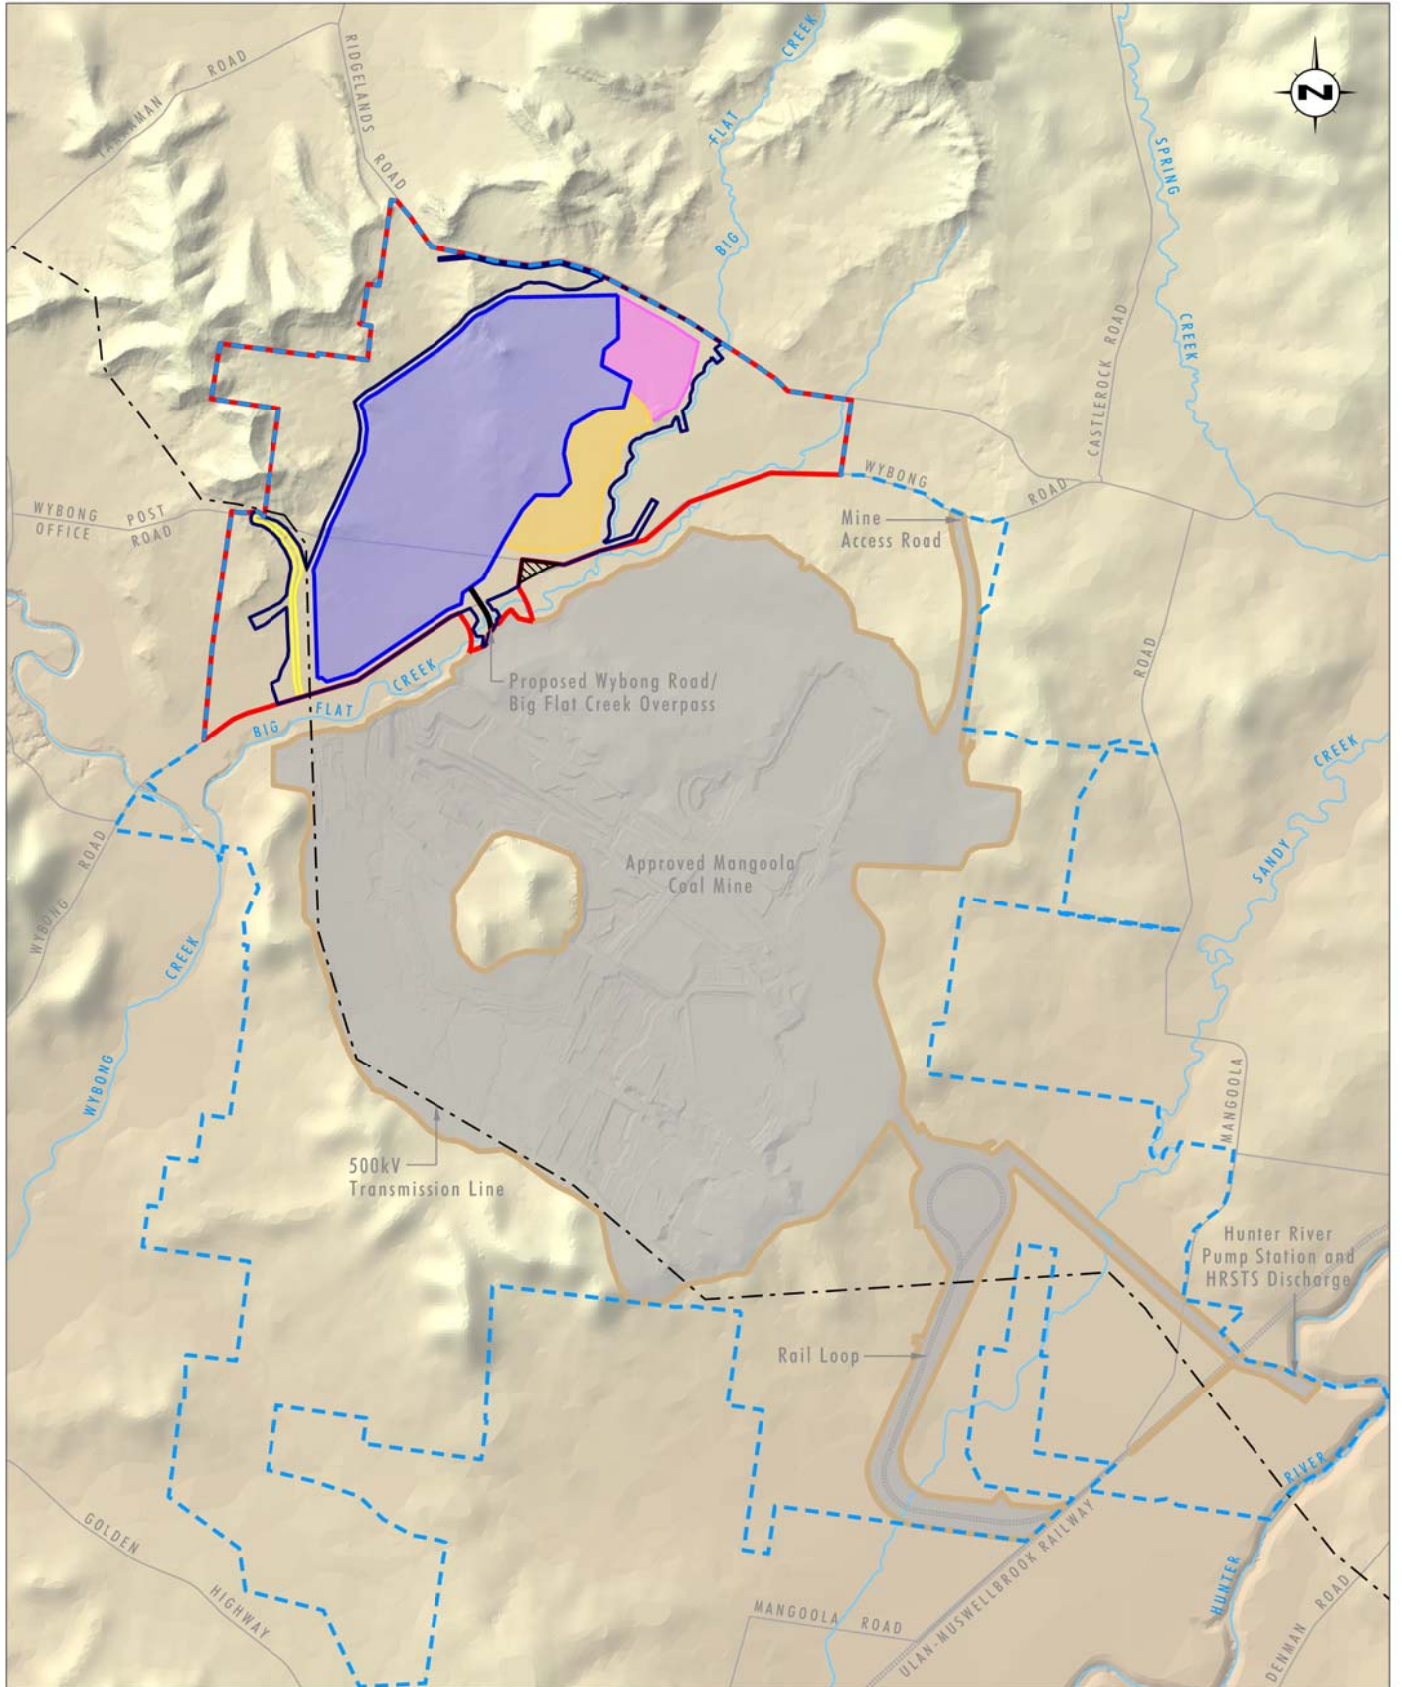 CREEK
FLAT
BIG
N
ROAD
YARRAMAN
RIDGELANDS
ROAD
SPRING
CREEK
CASTLEROCK ROAD
WYBONG
ROAD
WYBONG POST
OFFICE ROAD
Mine
Access Road
ROAD
Proposed Wybong Road/
Big Flat Creek Overpass
BIG FLAT CREEK
CREEK
SANDY
Approved Mangoola
Coal Mine
WYBONG ROAD
CREEK
WYBONG
MANGOOLA
500kV
Transmission Line
Hunter River
Pump Station and
HRSTS Discharge
Rail Loop
RIVER
HUNTER
GOLDEN
HIGHWAY
MANGOOLA ROAD
ULAN-MUSWELLBROOK RAILWAY
DENMAN ROAD